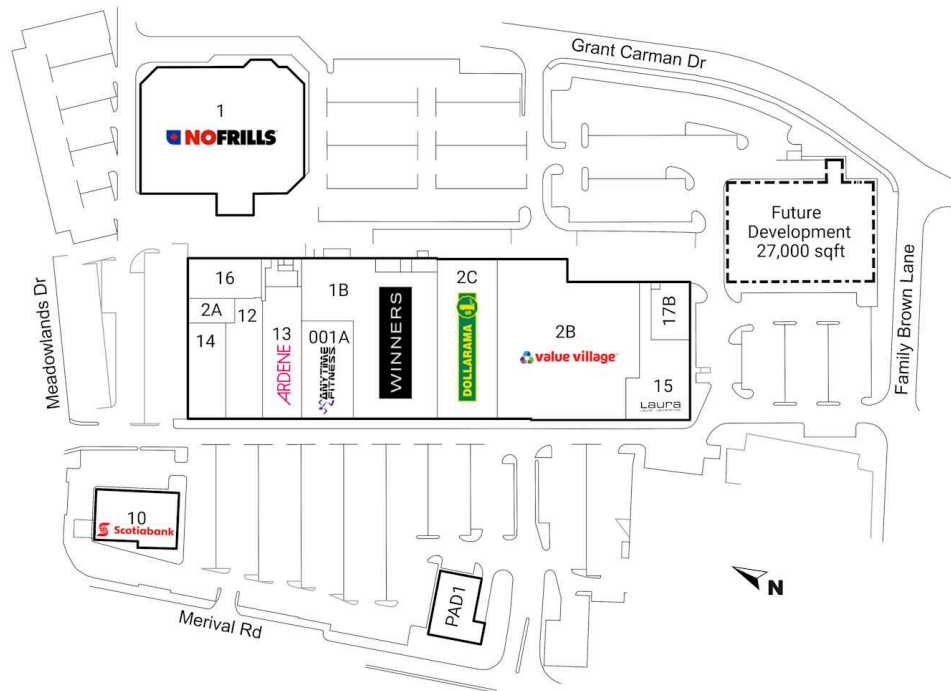 Grant Carman Dr
1
NOFRILLS
Future
Development
27,000 sqft
Meadowlands Dr
Family Brown Lane
16
2A
12
14
13
ARDENE
1B
001A
ANYTIME
FITNESS
WINNERS
2C
DOLLARAMA
2B
value village
17B
15
Laura
10
Scotiabank
PAD1
N
Merival Rd